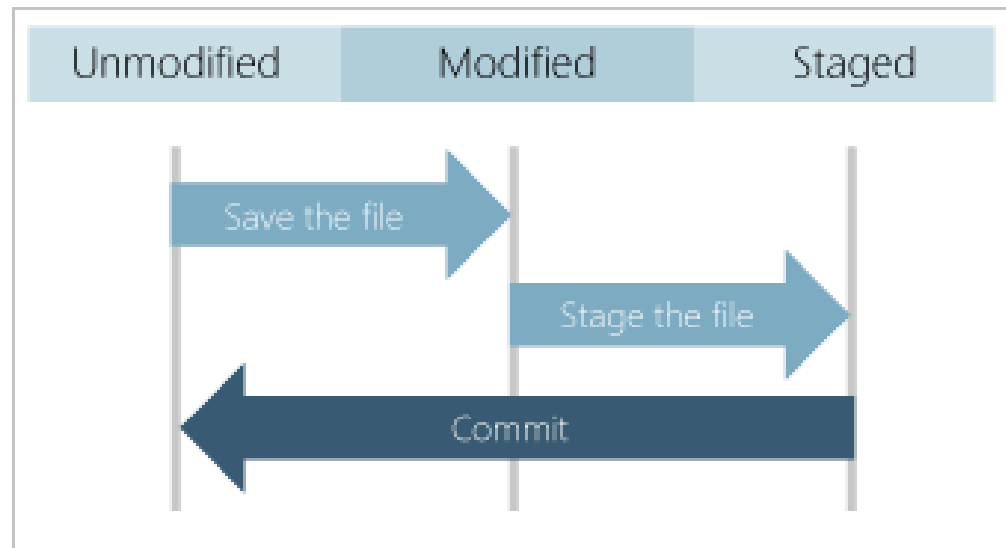 Unmodified Modified Staged
Save the file
Stage the file
Commit